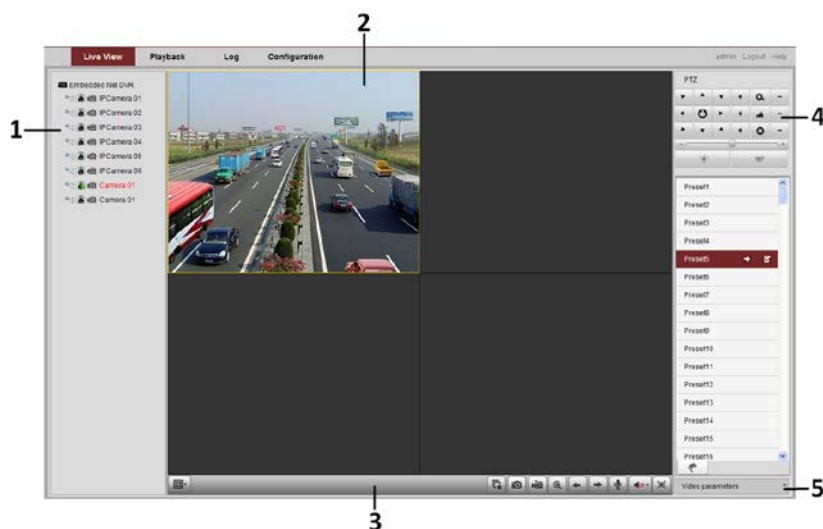 2
Live View Playback Log Configuration admin Logout Help
1
Embedded Net DVR
IPCamera 01
IPCamera 02
IPCamera 03
IPCamera 04
IPCamera 05
IPCamera 06
Camera 01
Camera 01
PTZ
4
Preset1
Preset2
Preset3
Preset4
Preset5
Preset6
Preset7
Preset8
Preset9
Preset10
Preset11
Preset12
Preset13
Preset14
Preset15
Preset16
Video parameters
5
3